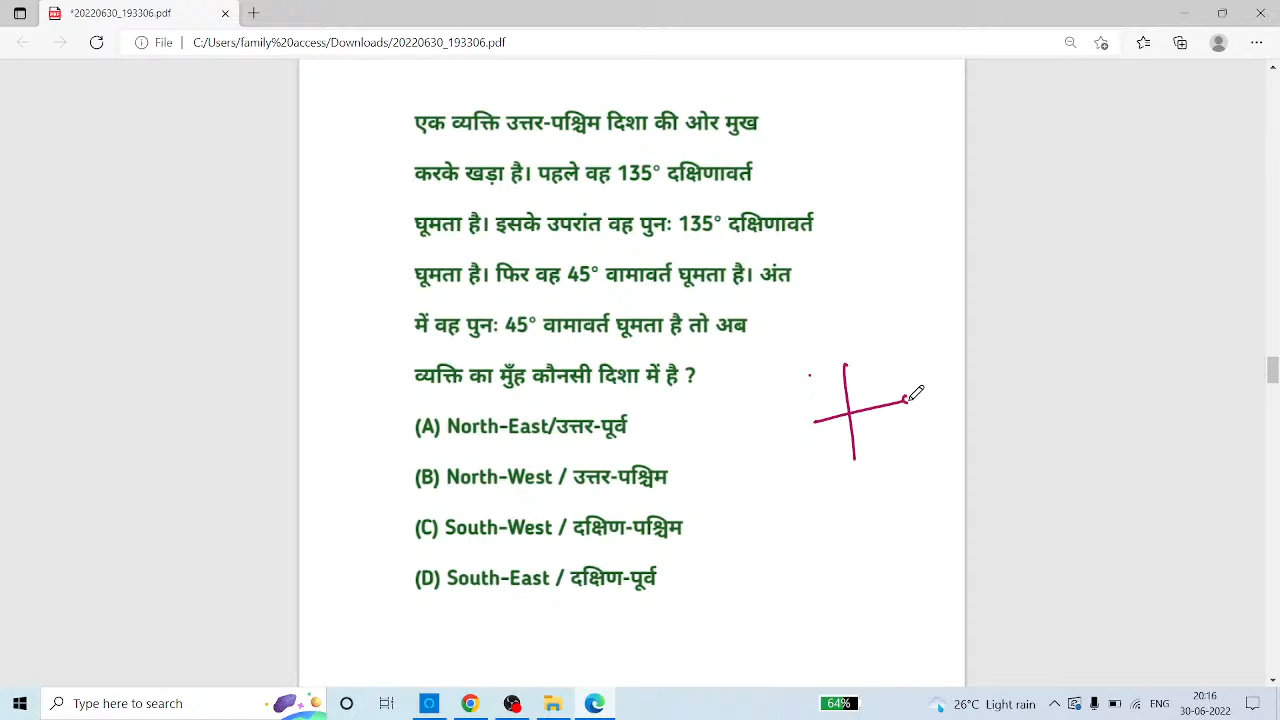 *20220630_193306.pdf
File
C:/Users/family%20access/Downloads/20220630_193306.pdf
एक व्यक्ति उत्तर-पश्चिम दिशा की ओर मुख
करके खड़ा है। पहले वह 135° दक्षिणावर्त
घूमता है। इसके उपरांत वह पुनः 135° दक्षिणावर्त
घूमता है। फिर वह 45° वामावर्त घूमता है। अंत
में वह पुनः 45° वामावर्त घूमता है तो अब
व्यक्ति का मुँह कौनसी दिशा में है ?
(A) North-East/उत्तर-पूर्व
(B) North-West / उत्तर-पश्चिम
(C) South-West / दक्षिण-पश्चिम
(D) South-East / दक्षिण-पूर्व
Type here to search
64%
26°C Light rain
30-06-2022